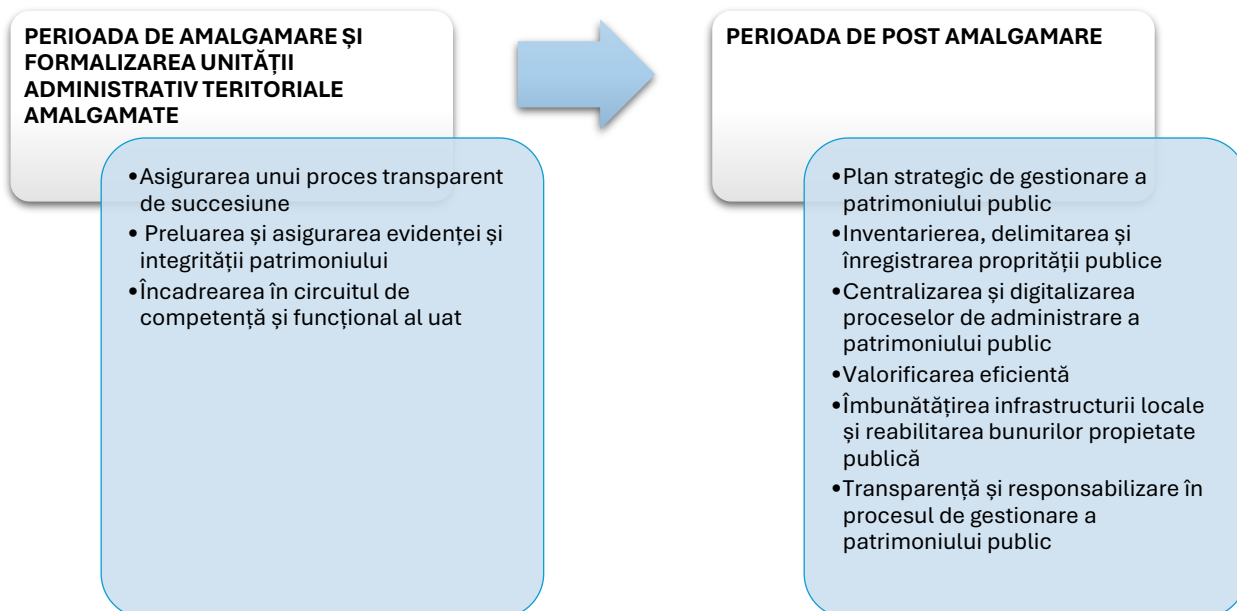 PERIOADA DE AMALGAMARE ȘI
FORMALIZAREA UNITĂȚII
ADMINISTRATIV TERITORIALE
AMALGAMATE
•Asigurarea unui proces transparent
de succesiune
• Preluarea și asigurarea evidenței și
integrității patrimoniului
•Încadrearea în circuitul de
competență și funcțional al uat
PERIOADA DE POST AMALGAMARE
•Plan strategic de gestionare a
patrimoniului public
•Inventarierea, delimitarea și
înregistrarea proprității publice
•Centralizarea și digitalizarea
proceselor de administrare a
patrimoniului public
•Valorificarea eficientă
•Îmbunătățirea infrastructurii locale
și reabilitarea bunurilor propietate
publică
•Transparență și responsabilizare în
procesul de gestionare a
patrimoniului public